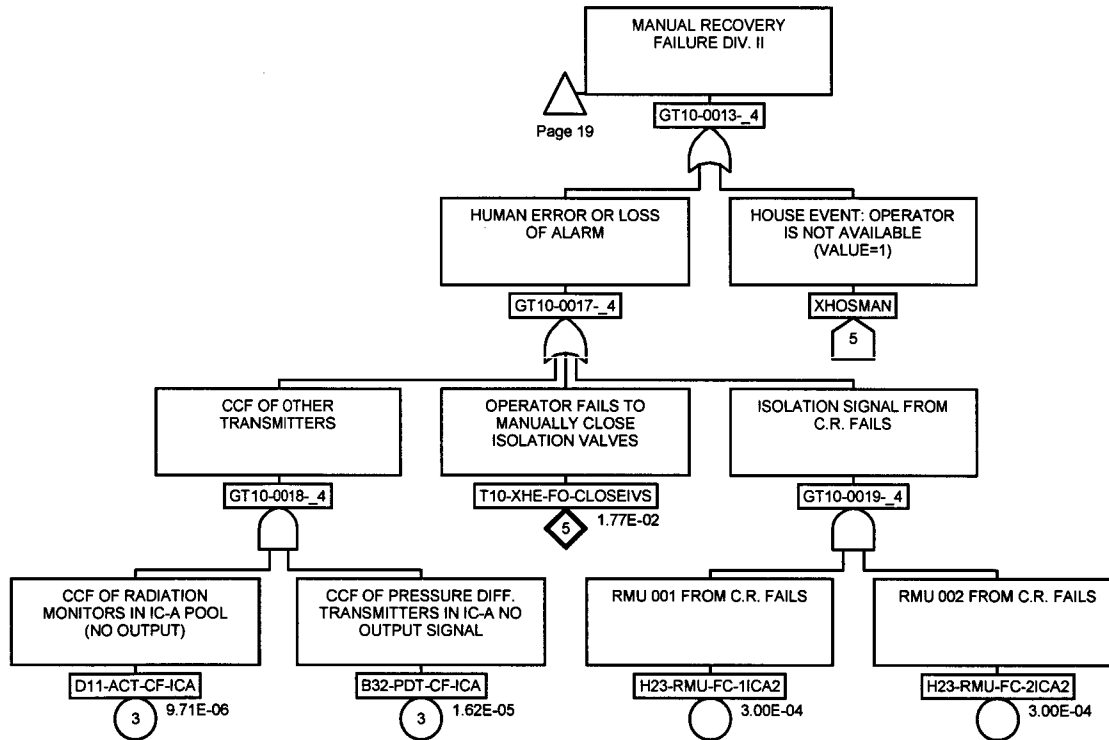 MANUAL RECOVERY
FAILURE DIV. II
Page 19
GT10-0013-_4
HUMAN ERROR OR LOSS
OF ALARM
HOUSE EVENT: OPERATOR
IS NOT AVAILABLE
(VALUE=1)
GT10-0017-_4
XHOSMAN
5
CCF OF OTHER
TRANSMITTERS
OPERATOR FAILS TO
MANUALLY CLOSE
ISOLATION VALVES
ISOLATION SIGNAL FROM
C.R. FAILS
GT10-0018-_4
T10-XHE-FO-CLOSEIVS
GT10-0019-_4
5
1.77E-02
CCF OF RADIATION
MONITORS IN IC-A POOL
(NO OUTPUT)
CCF OF PRESSURE DIFF.
TRANSMITTERS IN IC-A NO
OUTPUT SIGNAL
RMU 001 FROM C.R. FAILS
RMU 002 FROM C.R. FAILS
D11-ACT-CF-ICA
B32-PDT-CF-ICA
H23-RMU-FC-1ICA2
H23-RMU-FC-2ICA2
3
9.71E-06
3
1.62E-05
3.00E-04
3.00E-04